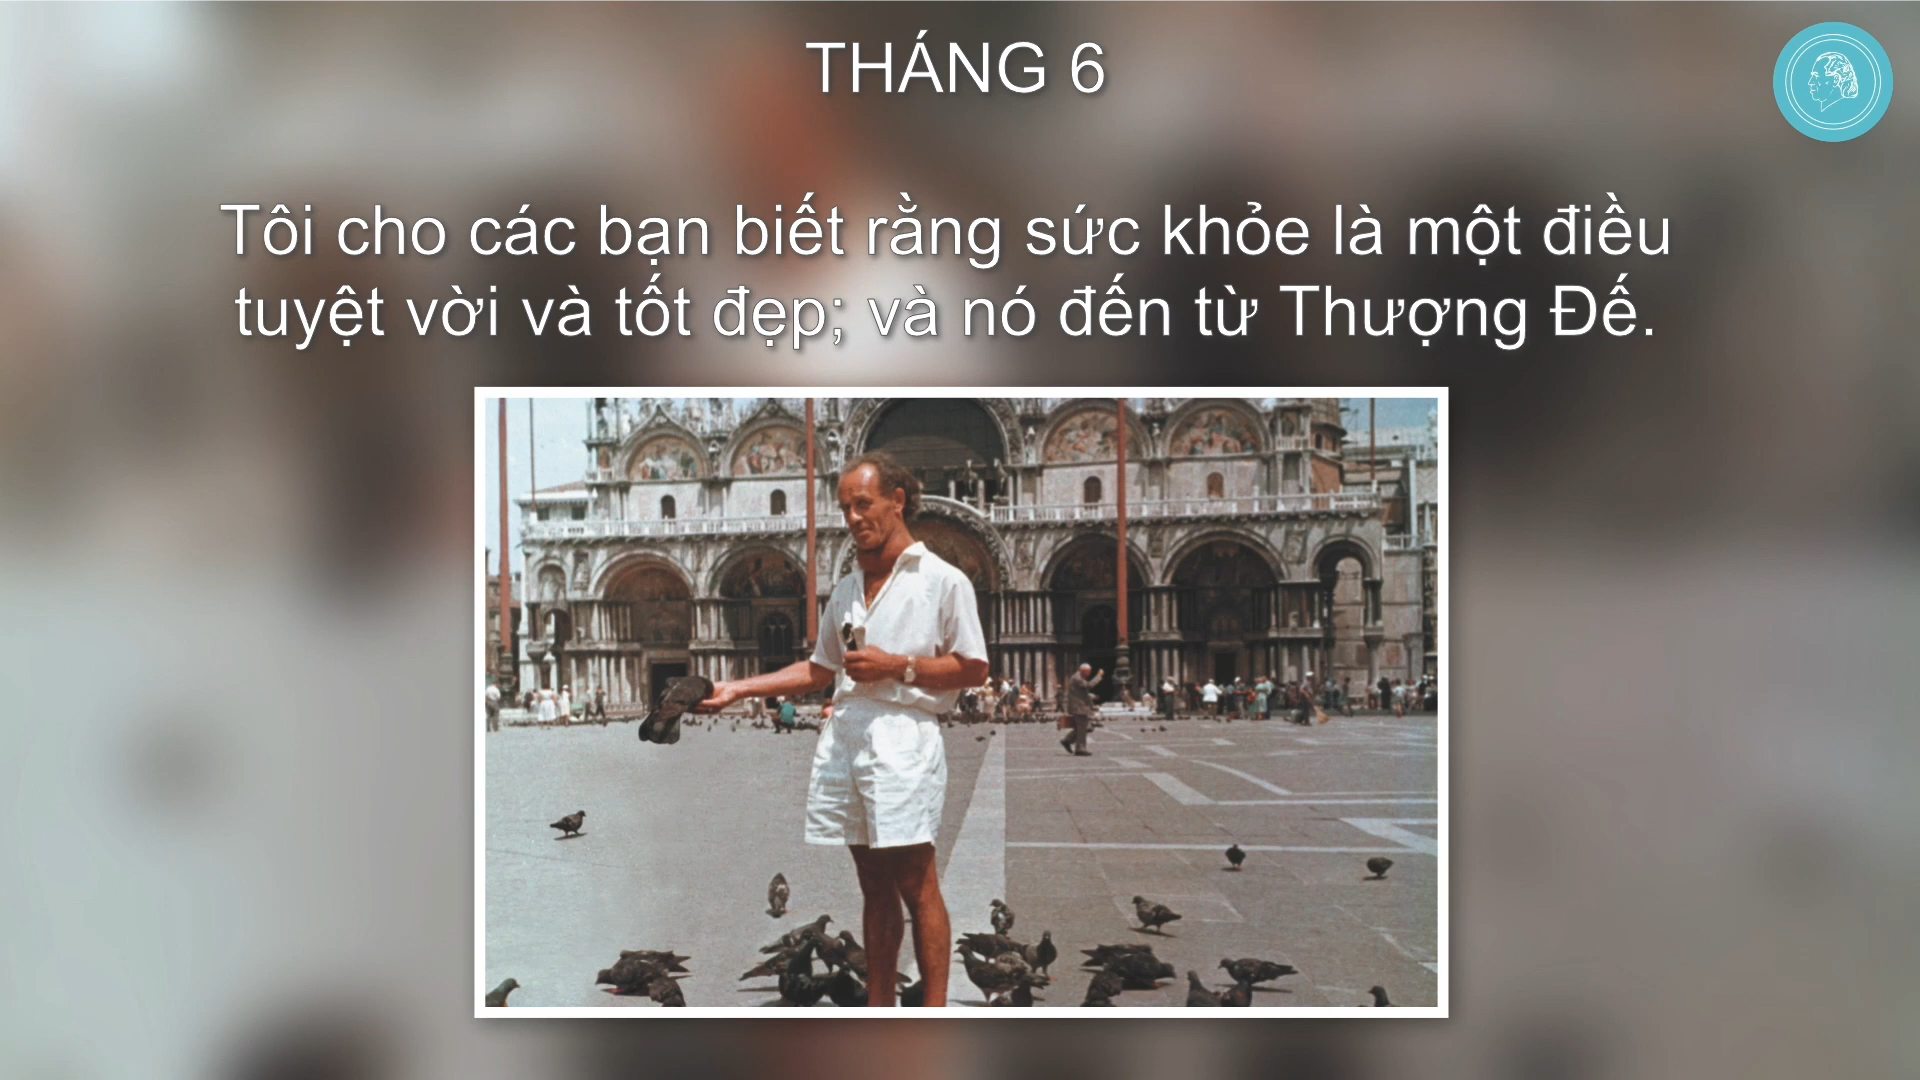 THÁNG 6
Tôi cho các bạn biết rằng sức khỏe là một điều
tuyệt vời và tốt đẹp; và nó đến từ Thượng Đế.